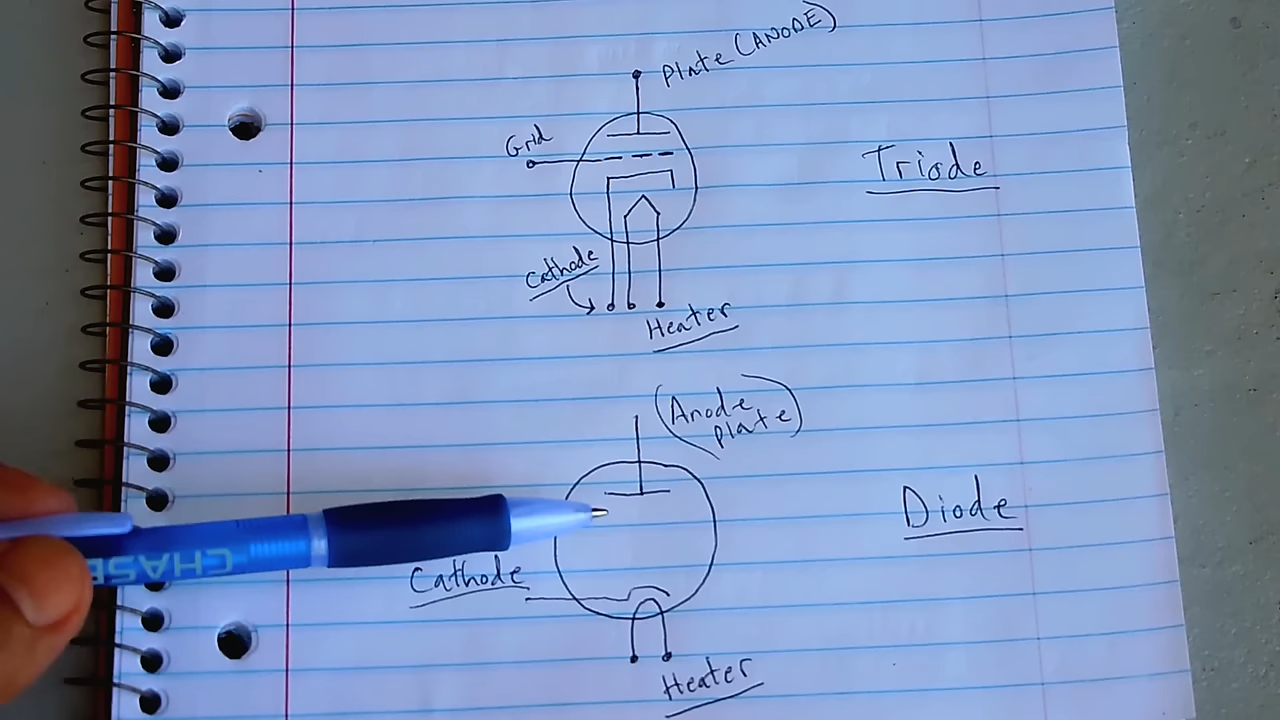 Plate (ANODE)
Grid
Triode
Cathode
Heater
(Anode
plate)
Diode
CHASE
Cathode
Heater